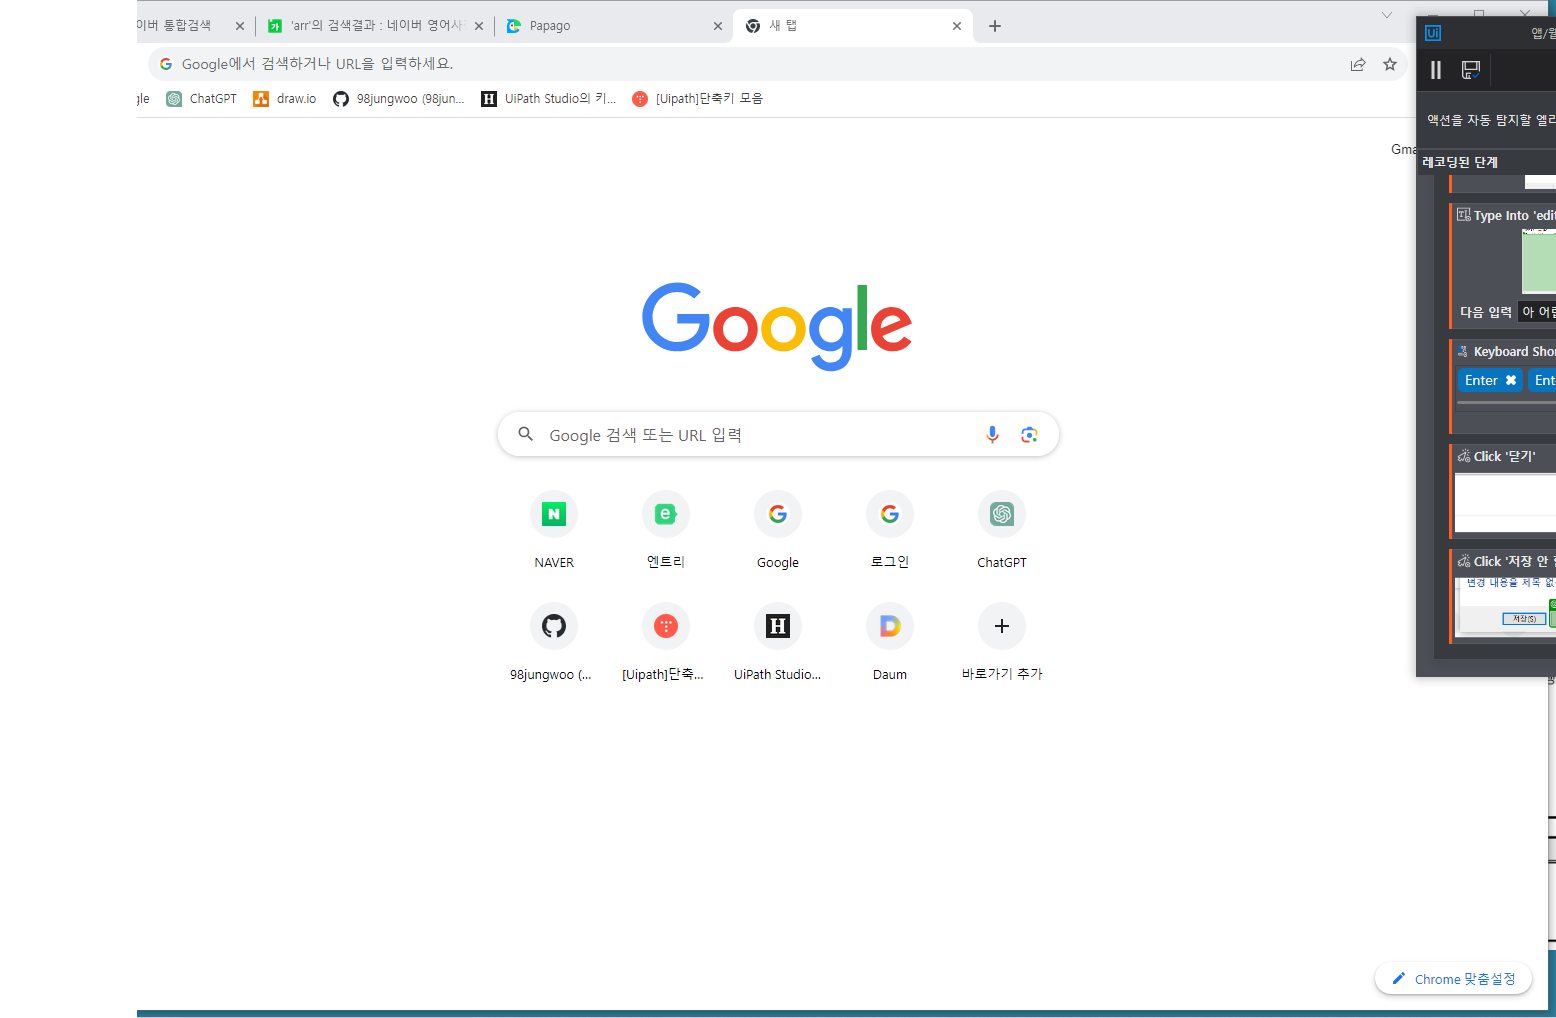 이버 통합검색
'arr'의 검색결과 : 네이버 영어사
Papago
새 탭
Google에서 검색하거나 URL을 입력하세요.
gle
ChatGPT
draw.io
98jungwoo (98jun...
UiPath Studio의 키...
[Uipath]단축키 모음
Gma
Google
Google 검색 또는 URL 입력
NAVER
엔트리
Google
로그인
ChatGPT
98jungwoo (...
[Uipath]단축...
UiPath Studio...
Daum
바로가기 추가
Chrome 맞춤설정
Ui
앱/웹
액션을 자동 탐지할 엘리
레코딩된 단계
Type Into 'edit
다음 입력
아 어렵
Keyboard Shor
Enter
Ent
Click '닫기'
Click '저장 안 함
변경 내용을 제목 없
저장(S)